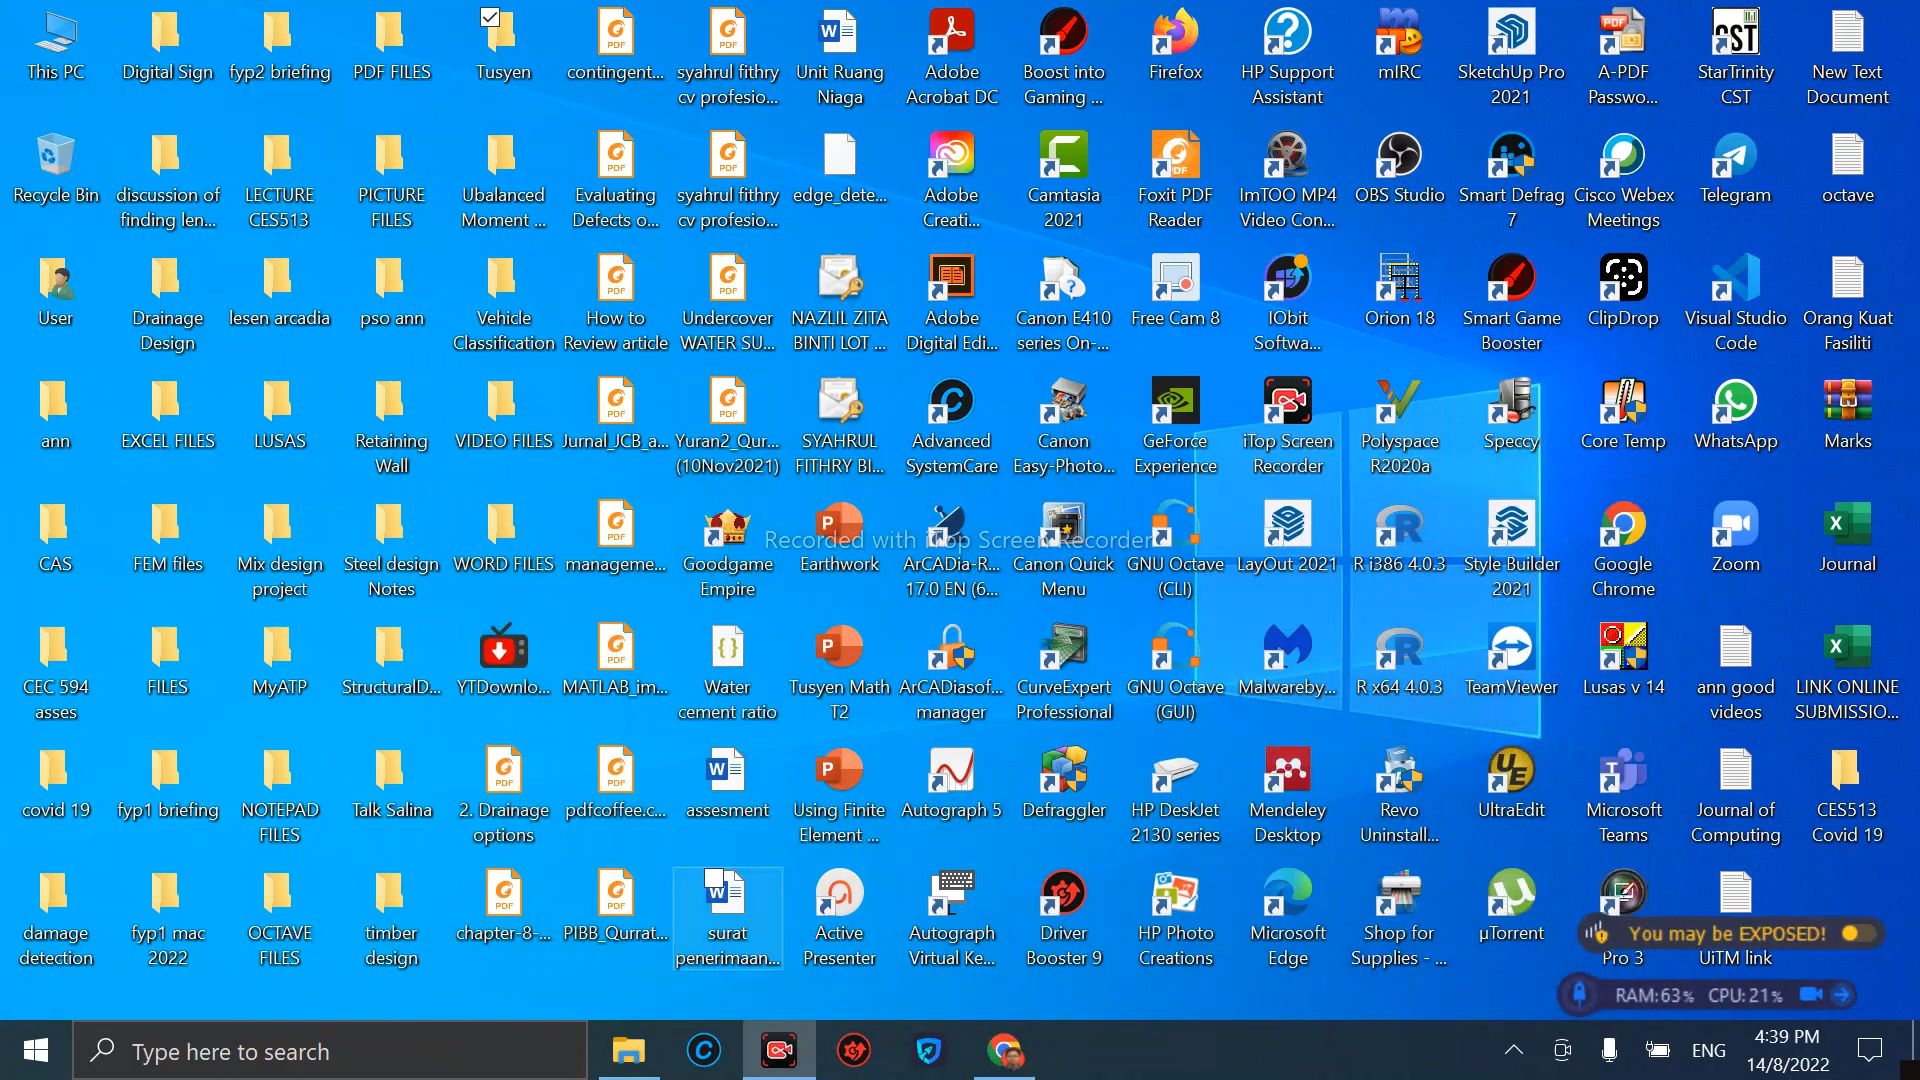 This PC
Digital Sign
fyp2 briefing
PDF FILES
Tusyen
contingent...
syahrul fithry
cv profesio...
Unit Ruang
Niaga
Adobe
Acrobat DC
Boost into
Gaming ...
Firefox
HP Support
Assistant
mIRC
SketchUp Pro
2021
A-PDF
Passwo...
StarTrinity
CST
New Text
Document
Recycle Bin
discussion of
finding len...
LECTURE
CES513
PICTURE
FILES
Ubalanced
Moment ...
Evaluating
Defects o...
syahrul fithry
cv profesio...
edge_dete...
Adobe
Creati...
Camtasia
2021
Foxit PDF
Reader
ImTOO MP4
Video Con...
OBS Studio
Smart Defrag
7
Cisco Webex
Meetings
Telegram
octave
User
Drainage
Design
lesen arcadia
pso ann
Vehicle
Classification
How to
Review article
Undercover
WATER SU...
NAZLIL ZITA
BINTI LOT ...
Adobe
Digital Edi...
Canon E410
series On-...
Free Cam 8
IObit
Softwa...
Orion 18
Smart Game
Booster
ClipDrop
Visual Studio
Code
Orang Kuat
Fasiliti
ann
EXCEL FILES
LUSAS
Retaining
Wall
VIDEO FILES
Jurnal_JCB_a...
Yuran2_Qur...
(10Nov2021)
SYAHRUL
FITHRY BI...
Advanced
SystemCare
Canon
Easy-Photo...
GeForce
Experience
iTop Screen
Recorder
Polyspace
R2020a
Speccy
Core Temp
WhatsApp
Marks
Recorded with iTop Screen Recorder
CAS
FEM files
Mix design
project
Steel design
Notes
WORD FILES
manageme...
Goodgame
Empire
Earthwork
ArCADia-R...
17.0 EN (6...
Canon Quick
Menu
GNU Octave
(CLI)
LayOut 2021
R i386 4.0.3
Style Builder
2021
Google
Chrome
Zoom
Journal
CEC 594
asses
FILES
MyATP
StructuralD...
YTDownlo...
MATLAB_im...
Water
cement ratio
Tusyen Math
T2
ArCADiasof...
manager
CurveExpert
Professional
GNU Octave
(GUI)
Malwareby...
R x64 4.0.3
TeamViewer
Lusas v 14
ann good
videos
LINK ONLINE
SUBMISSIO...
covid 19
fyp1 briefing
NOTEPAD
FILES
Talk Salina
2. Drainage
options
pdfcoffee.c...
assesment
Using Finite
Element ...
Autograph 5
Defraggler
HP DeskJet
2130 series
Mendeley
Desktop
Revo
Uninstall...
UltraEdit
Microsoft
Teams
Journal of
Computing
CES513
Covid 19
damage
detection
fyp1 mac
2022
OCTAVE
FILES
timber
design
chapter-8-...
PIBB_Qurrat...
surat
penerimaan...
Active
Presenter
Autograph
Virtual Ke...
Driver
Booster 9
HP Photo
Creations
Microsoft
Edge
Shop for
Supplies - ...
µTorrent
Pro 3
UiTM link
You may be EXPOSED!
RAM:63% CPU:21%
Type here to search
ENG
4:39 PM
14/8/2022